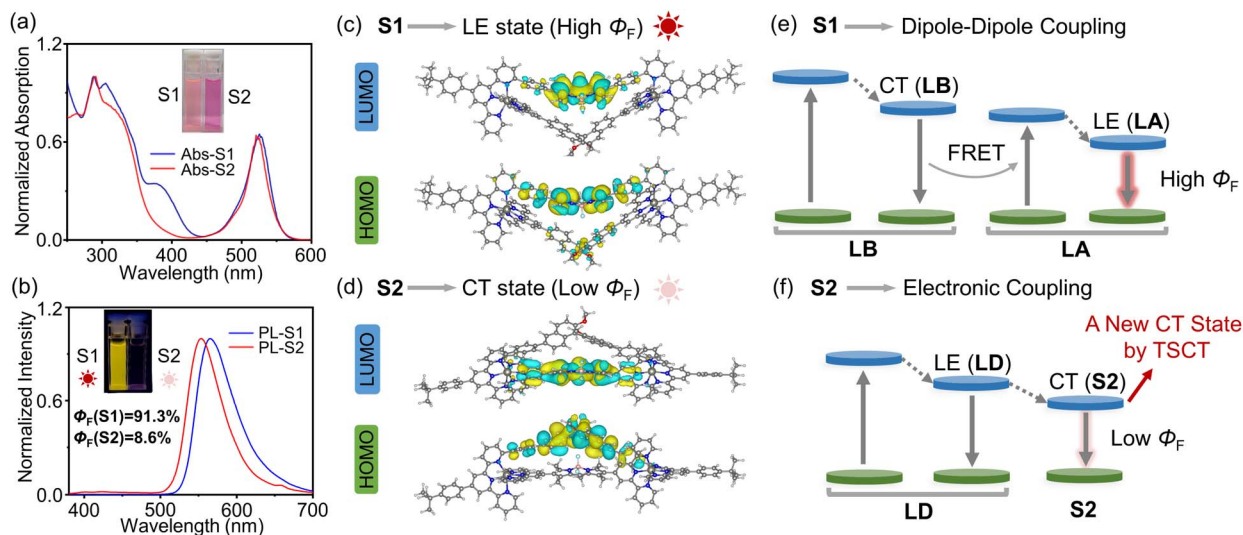 (a)
1.2
0.6
0.0
Normalized Absorption
S1
S2
Abs-S1
Abs-S2
300
400
500
600
Wavelength (nm)
(b)
1.2
0.6
0.0
Normalized Intensity
S1
S2
PL-S1
PL-S2
ΦF(S1)=91.3%
ΦF(S2)=8.6%
400
500
600
700
Wavelength (nm)
(c) S1 LE state (High ΦF)
LUMO
HOMO
(d) S2 CT state (Low ΦF)
LUMO
HOMO
(e) S1 Dipole-Dipole Coupling
CT (LB)
FRET
LE (LA)
High ΦF
LB
LA
(f) S2 Electronic Coupling
A New CT State
by TSCT
LE (LD)
CT (S2)
Low ΦF
LD
S2